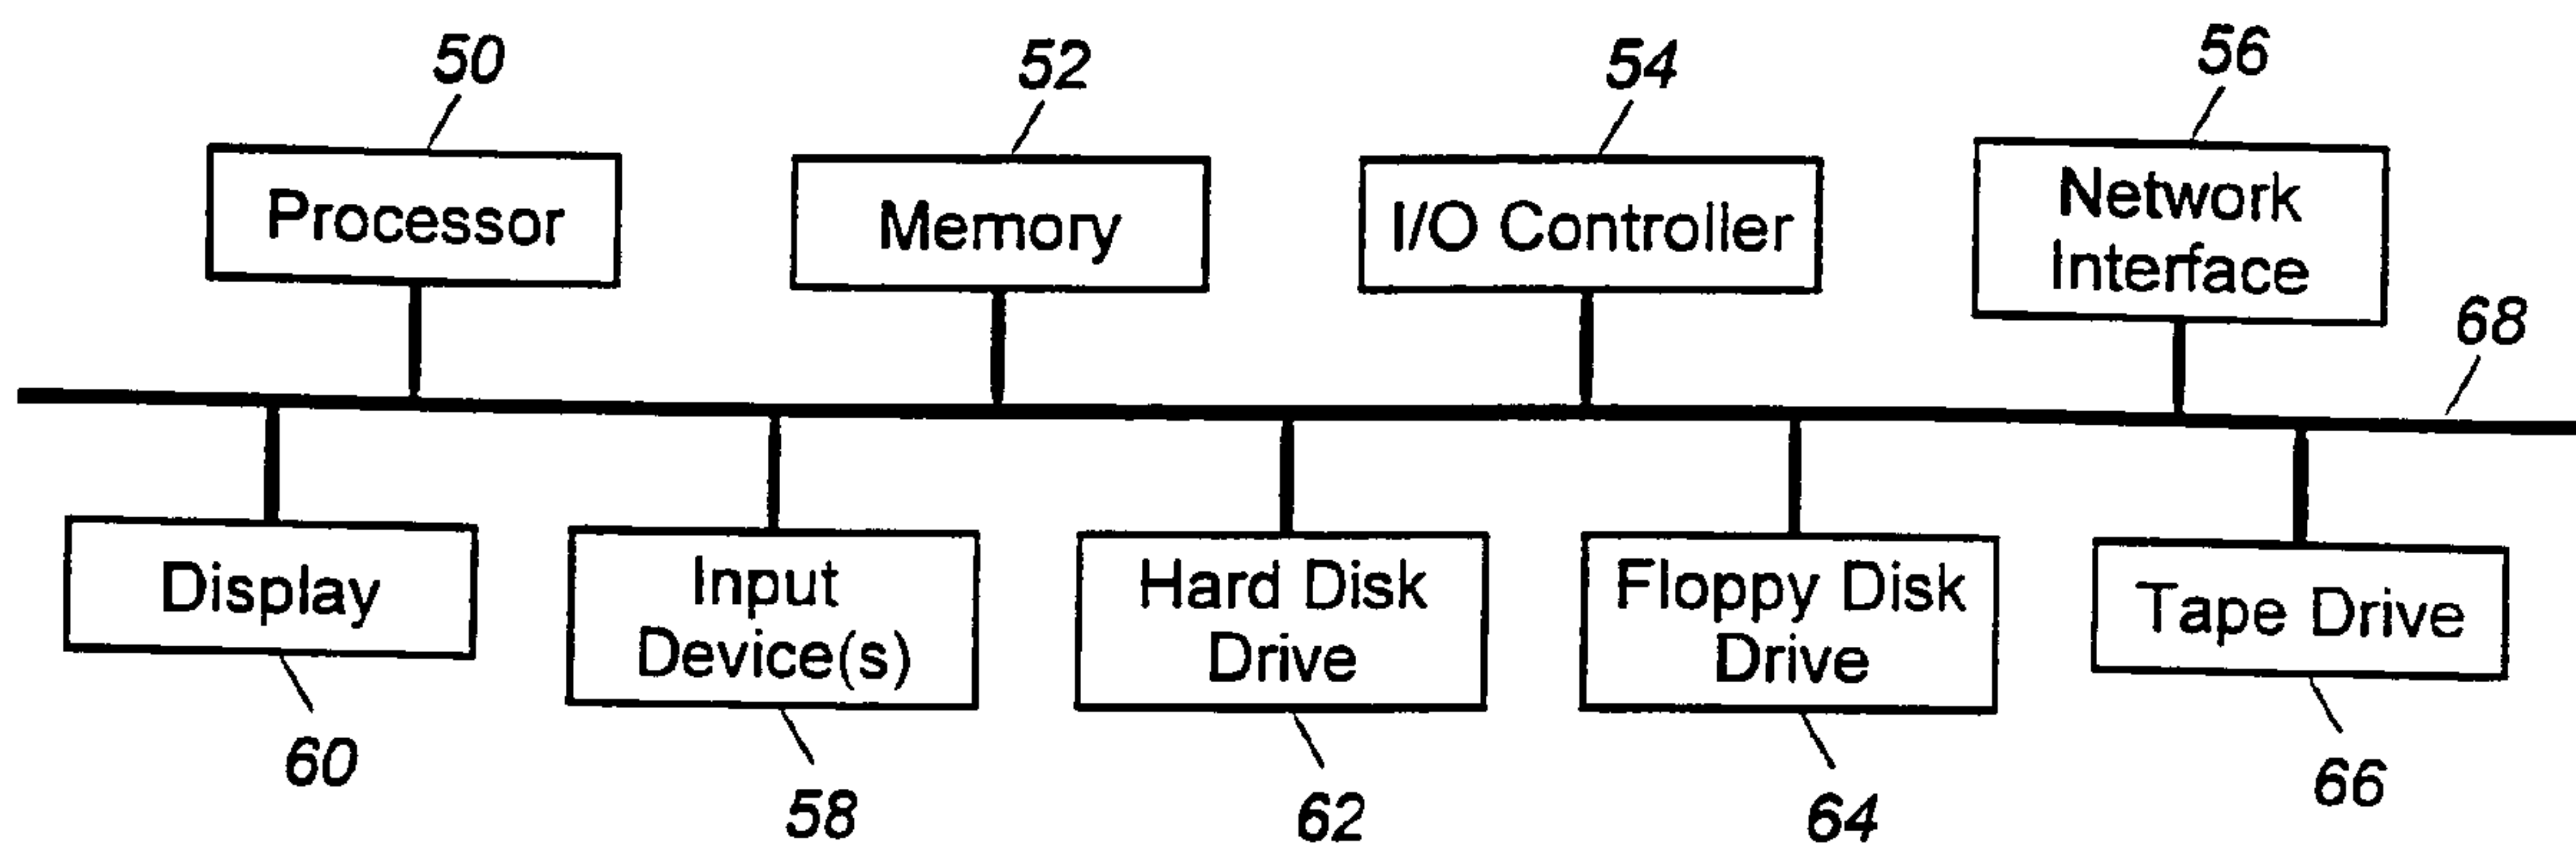 50
52
54
56
Processor
Memory
I/O Controller
Network
Interface
68
Display
Input
Device(s)
Hard Disk
Drive
Floppy Disk
Drive
Tape Drive
60
58
62
64
66